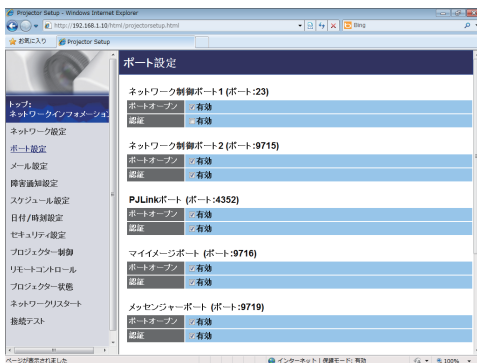 Projector Setup - Windows Internet Explorer
http://192.168.1.10/html/projectorsetup.html
Bing
お気に入り
Projector Setup
ポート設定
トップ:
ネットワークインフォメーション
ネットワーク設定
ポート設定
メール設定
障害通知設定
スケジュール設定
日付/時刻設定
セキュリティ設定
プロジェクター制御
リモートコントロール
プロジェクター状態
ネットワークリスタート
接続テスト
ネットワーク制御ポート1 (ポート:23)
ポートオープン 有効
認証 有効
ネットワーク制御ポート2 (ポート:9715)
ポートオープン 有効
認証 有効
PJLinkポート (ポート:4352)
ポートオープン 有効
認証 有効
マイイメージポート (ポート:9716)
ポートオープン 有効
認証 有効
メッセンジャーポート (ポート:9719)
ポートオープン 有効
認証 有効
ページが表示されました
インターネット | 保護モード: 有効
100%